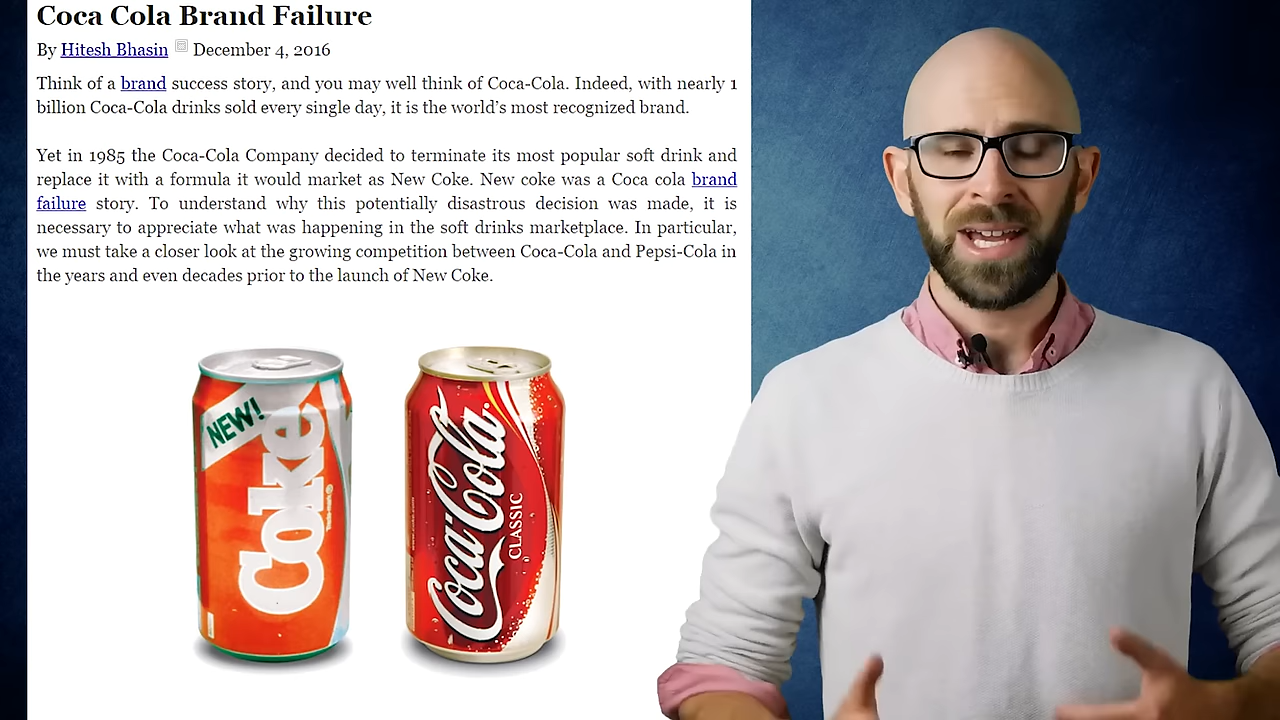 Coca Cola Brand Failure
By Hitesh Bhasin December 4, 2016
Think of a brand success story, and you may well think of Coca-Cola. Indeed, with nearly 1
billion Coca-Cola drinks sold every single day, it is the world’s most recognized brand.
Yet in 1985 the Coca-Cola Company decided to terminate its most popular soft drink and
replace it with a formula it would market as New Coke. New coke was a Coca cola brand
failure story. To understand why this potentially disastrous decision was made, it is
necessary to appreciate what was happening in the soft drinks marketplace. In particular,
we must take a closer look at the growing competition between Coca-Cola and Pepsi-Cola in
the years and even decades prior to the launch of New Coke.
NEW!
Coke
Coca-Cola
CLASSIC